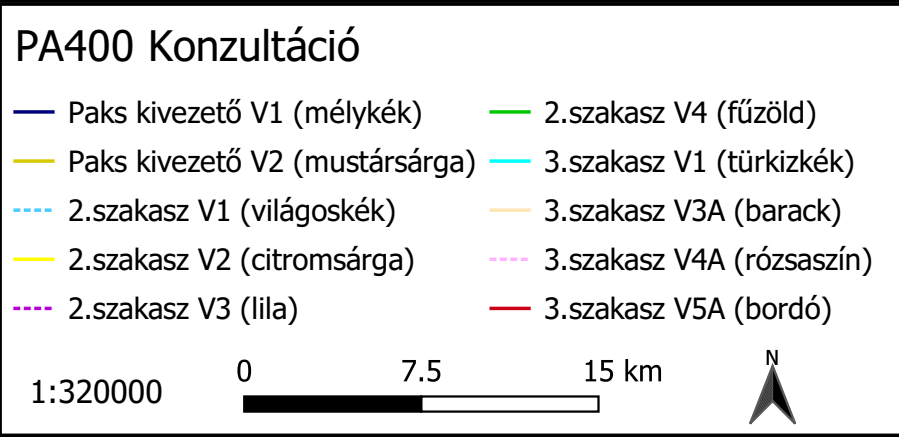 PA400 Konzultáció
Paks kivezető V1 (mélykék)
Paks kivezető V2 (mustársárga)
2.szakasz V1 (világoskék)
2.szakasz V2 (citromsárga)
2.szakasz V3 (lila)
2.szakasz V4 (fűzöld)
3.szakasz V1 (türkizkék)
3.szakasz V3A (barack)
3.szakasz V4A (rózsaszín)
3.szakasz V5A (bordó)
1:320000
0 7.5 15 km
N